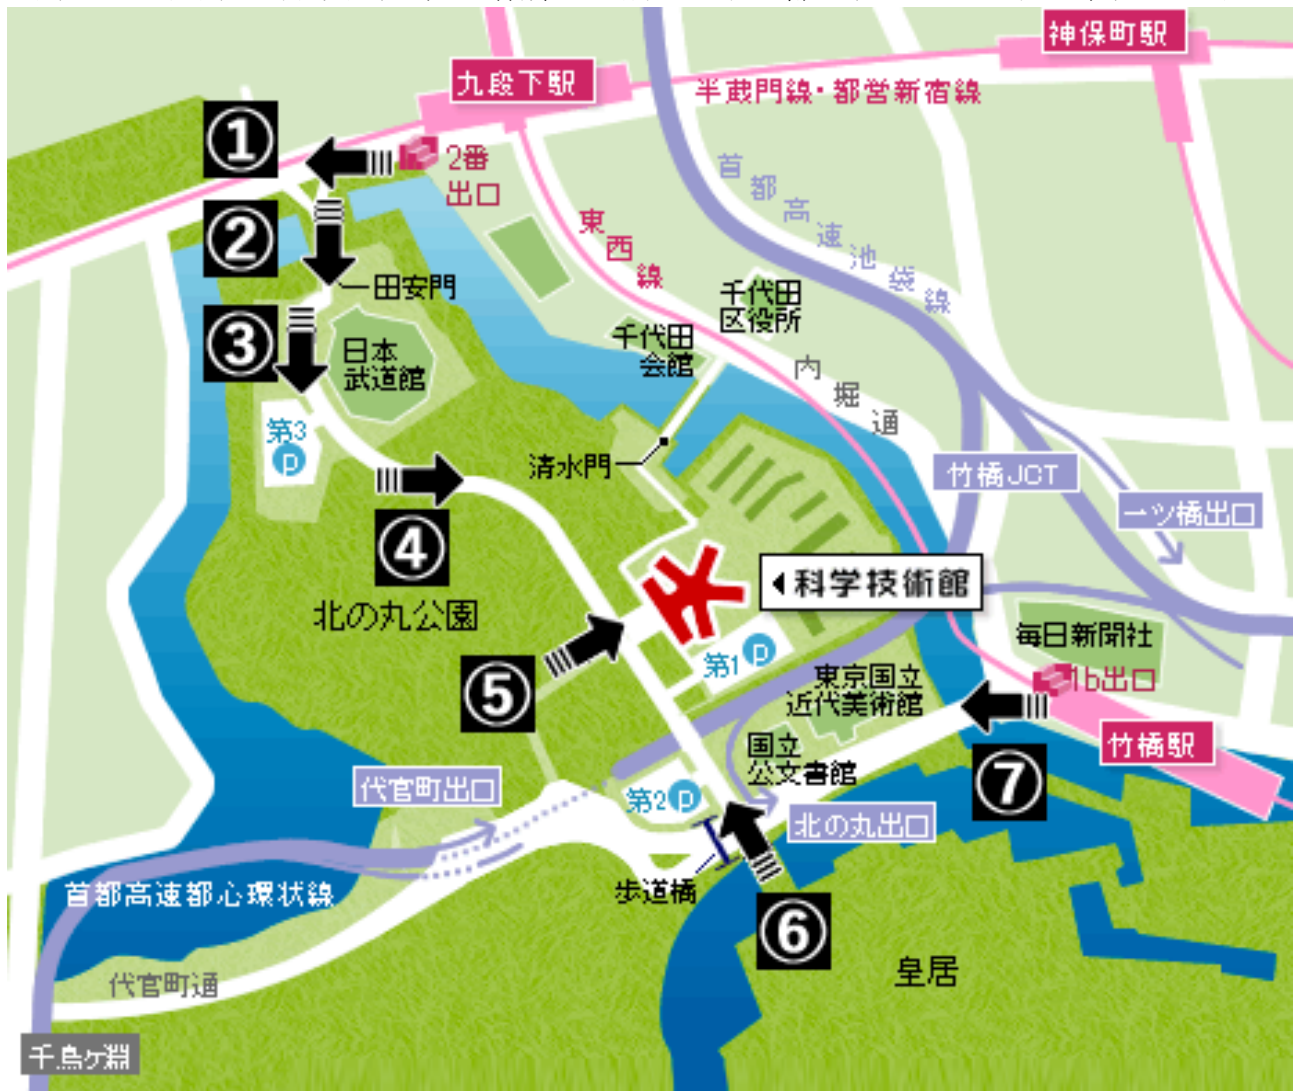 神保町駅
九段下駅
半蔵門線・都営新宿線
①
2番
出口
首都高速池袋線
②
東西線
田安門
千代田
区役所
③
日本
武道館
千代田
会館
内堀通
第3
P
清水門
竹橋JCT
一ツ橋出口
④
科学技術館
北の丸公園
毎日新聞社
⑤
第1 P
東京国立
近代美術館
1b出口
国立
公文書館
竹橋駅
⑦
代官町出口
第2 P
北の丸出口
首都高速都心環状線
歩道橋
⑥
皇居
代官町通
千鳥ヶ淵